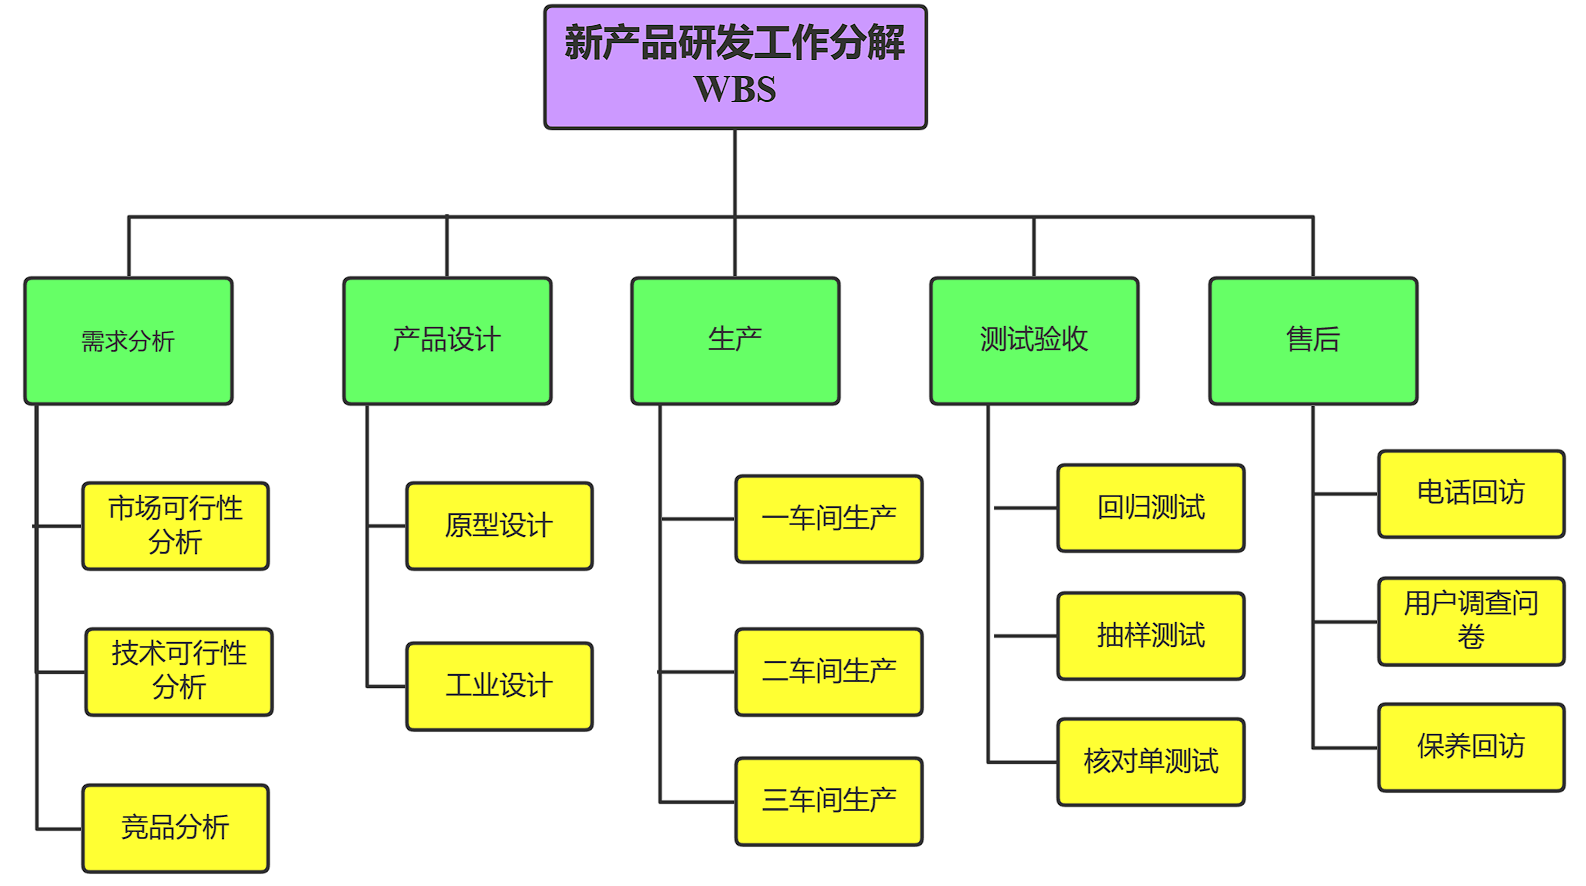 新产品研发工作分解
WBS
需求分析
产品设计
生产
测试验收
售后
市场可行性
分析
技术可行性
分析
竞品分析
原型设计
工业设计
一车间生产
二车间生产
三车间生产
回归测试
抽样测试
核对单测试
电话回访
用户调查问
卷
保养回访